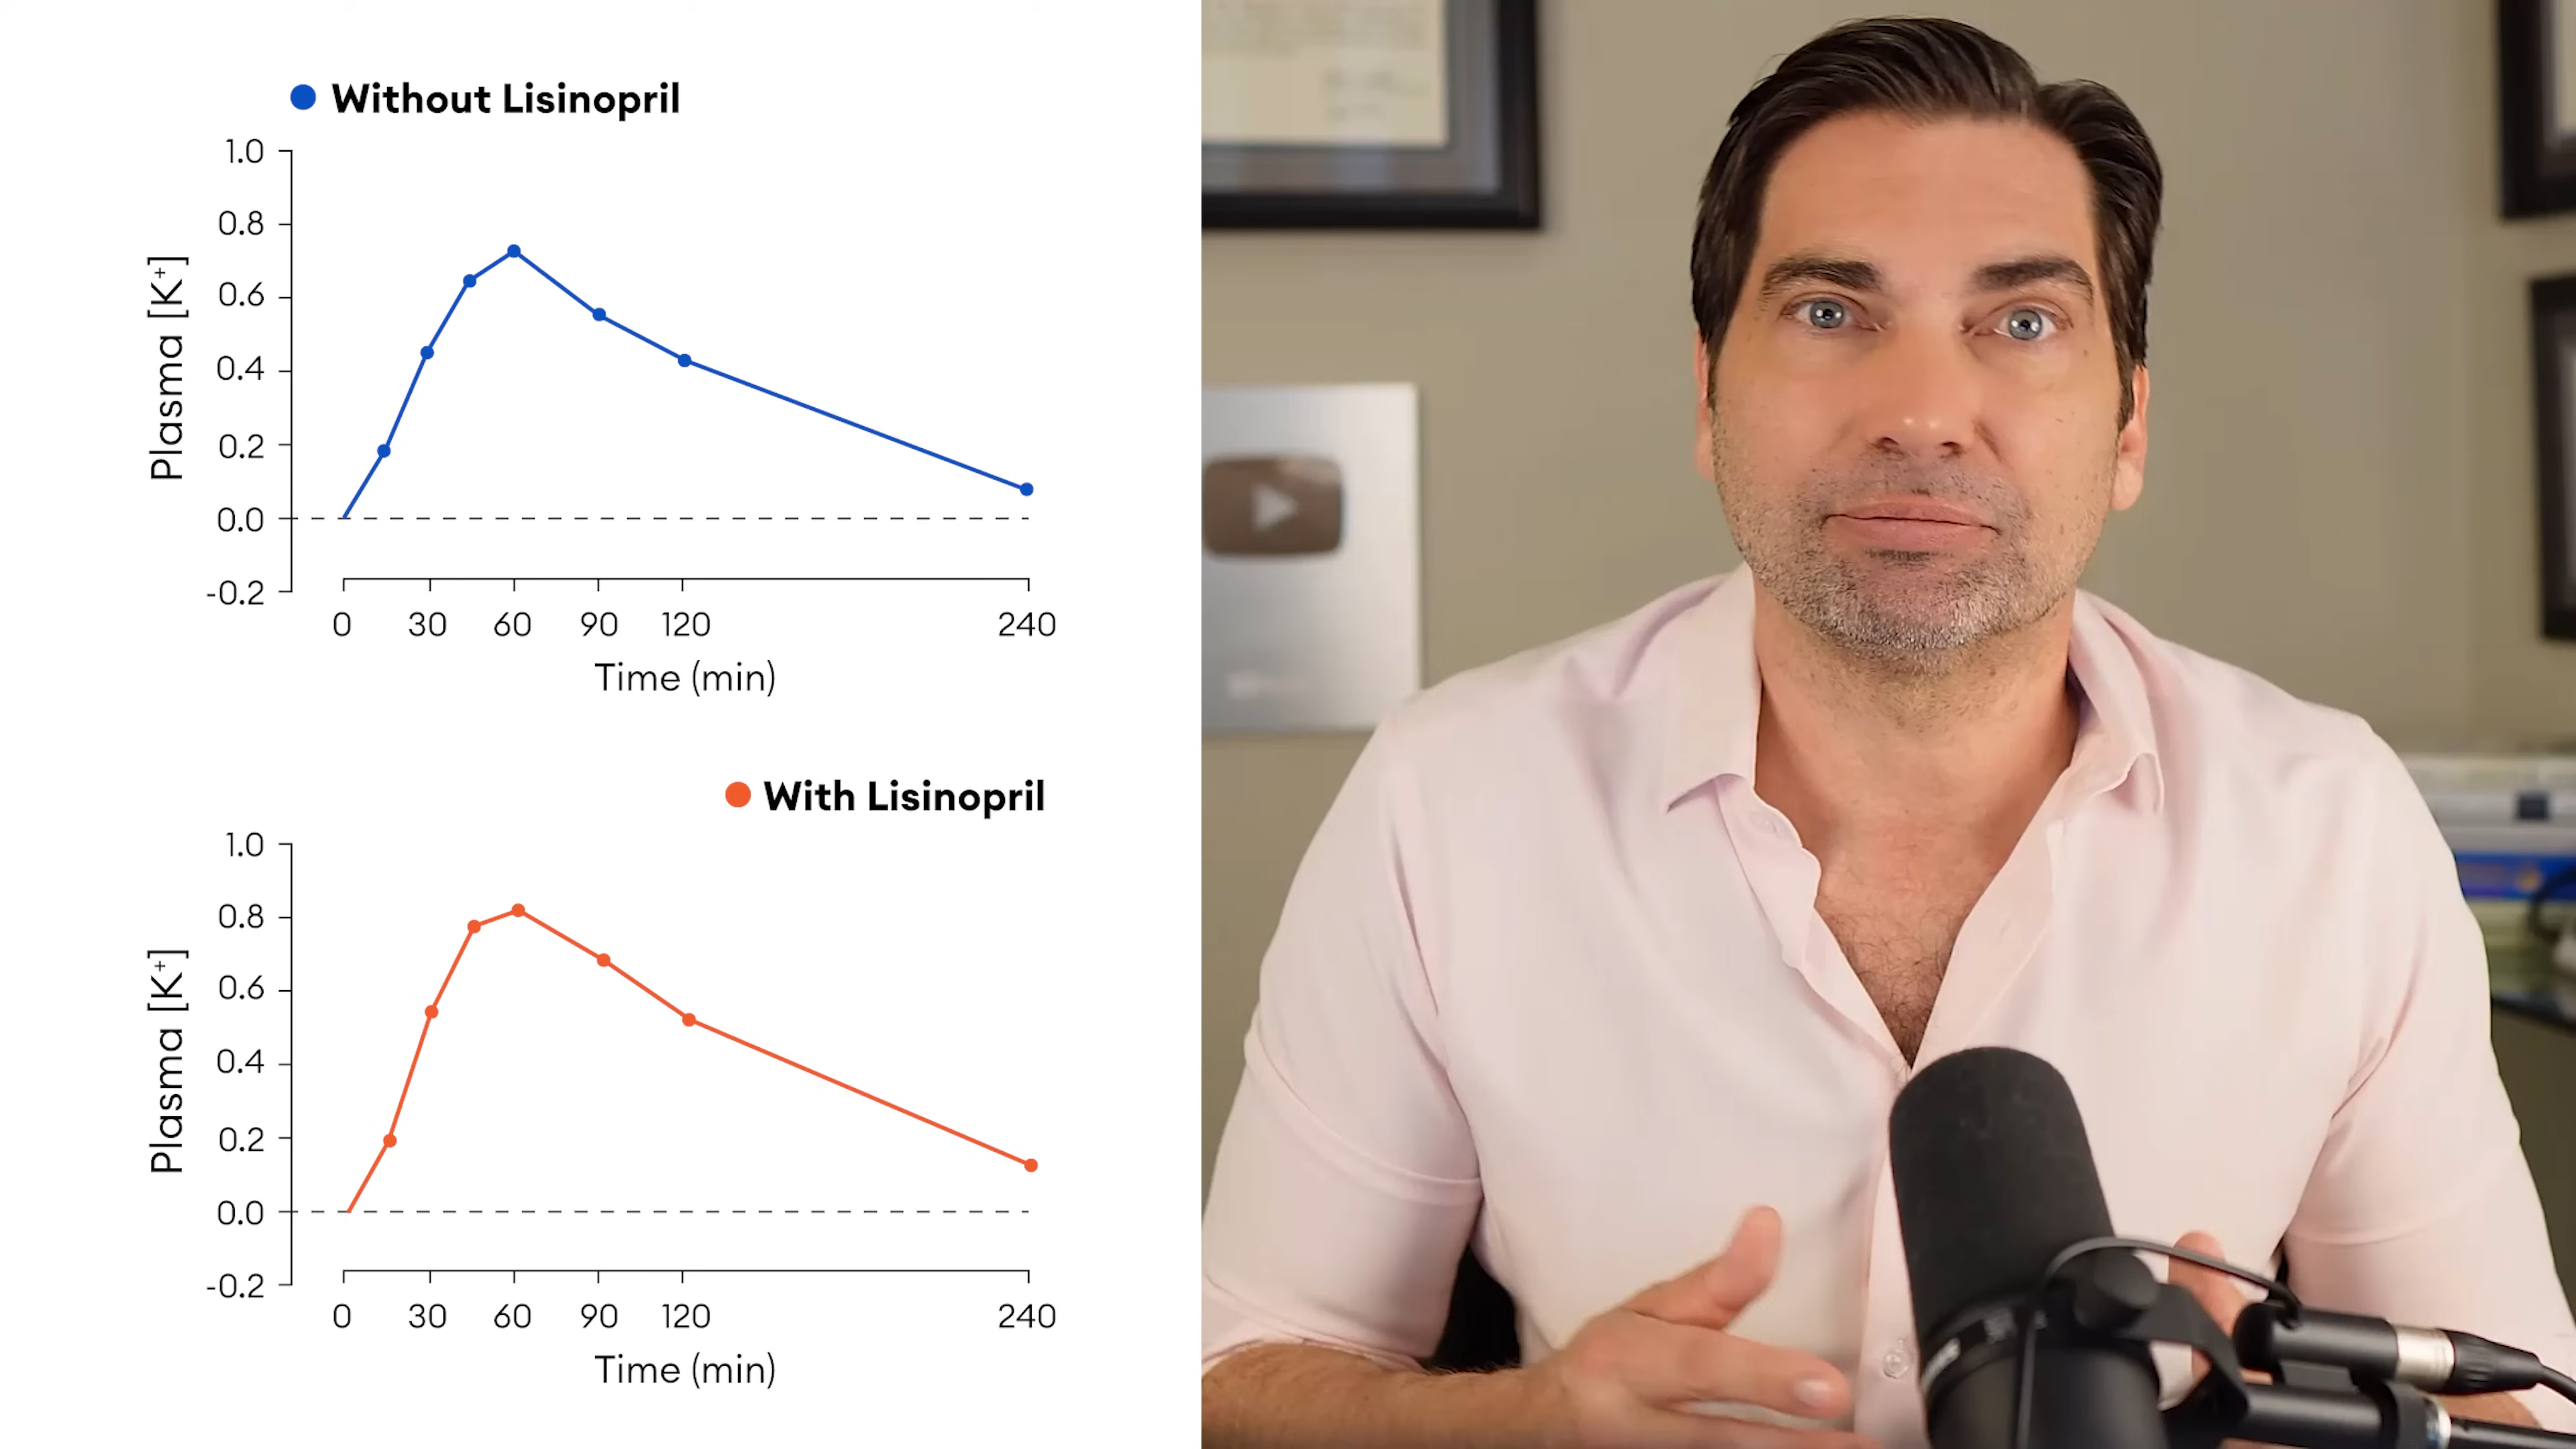 Without Lisinopril
1.0
0.8
0.6
0.4
0.2
0.0
-0.2
Plasma [K⁺]
0 30 60 90 120 240
Time (min)
With Lisinopril
1.0
0.8
0.6
0.4
0.2
0.0
-0.2
Plasma [K⁺]
0 30 60 90 120 240
Time (min)